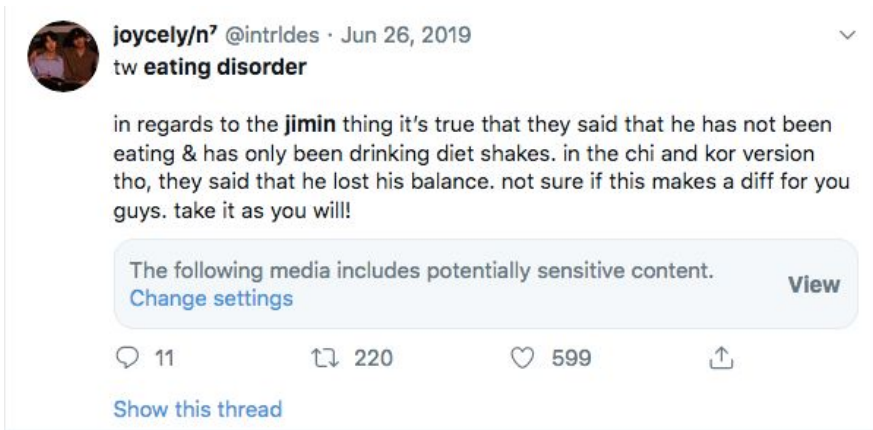 joycely/n⁷ @intrldes · Jun 26, 2019
tw eating disorder
in regards to the jimin thing it's true that they said that he has not been
eating & has only been drinking diet shakes. in the chi and kor version
tho, they said that he lost his balance. not sure if this makes a diff for you
guys. take it as you will!
The following media includes potentially sensitive content.
Change settings
View
11 220 599
Show this thread